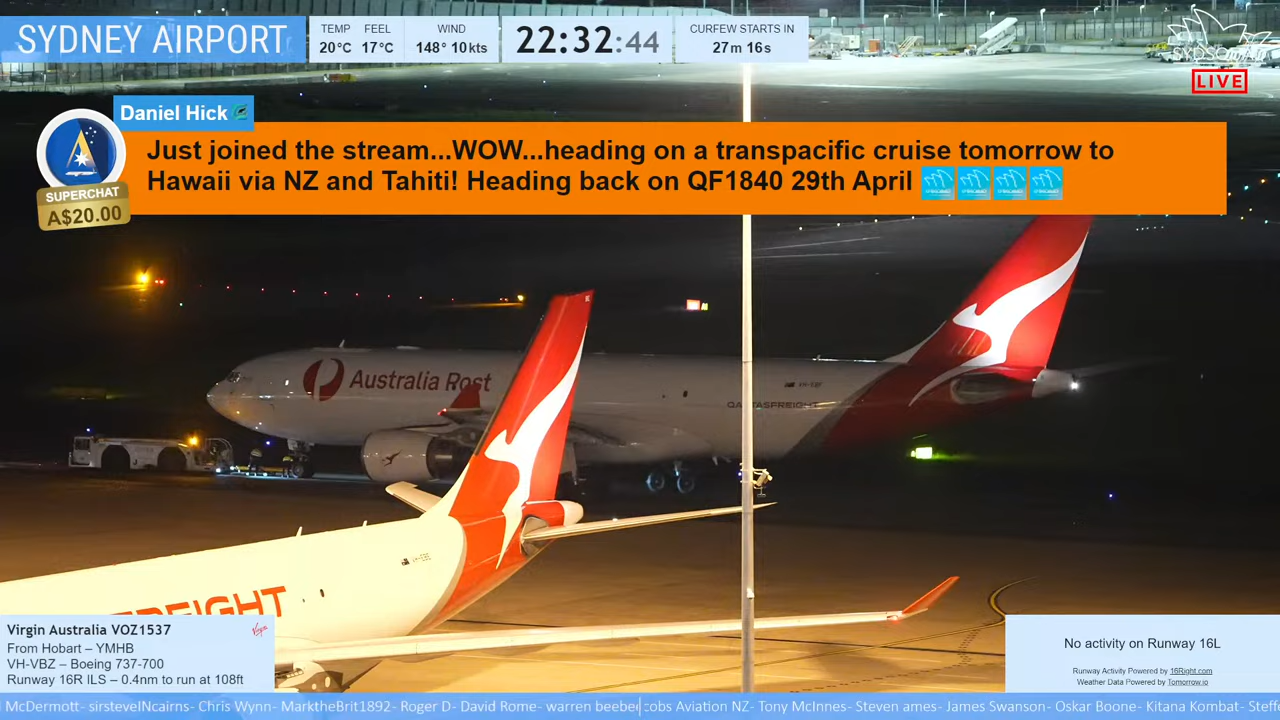 SYDNEY AIRPORT
TEMP FEEL WIND
20°C 17°C 148° 10kts
22:32:44
CURFEW STARTS IN
27m 16s
LIVE
Daniel Hick
Just joined the stream...WOW...heading on a transpacific cruise tomorrow to
Hawaii via NZ and Tahiti! Heading back on QF1840 29th April
SUPERCHAT
A$20.00
Australia Post
QANTASFREIGHT
FREIGHT
Virgin Australia VOZ1537
From Hobart – YMHB
VH-VBZ – Boeing 737-700
Runway 16R ILS – 0.4nm to run at 108ft
No activity on Runway 16L
Runway Activity Powered by 16Right.com
Weather Data Powered by Tomorrow.io
McDermott- sirsteveINcairns- Chris Wynn- MarktheBrit1892- Roger D- David Rome- warren beeber cobs Aviation NZ- Tony McInnes- Steven ames- James Swanson- Oskar Boone- Kitana Kombat- Steffe